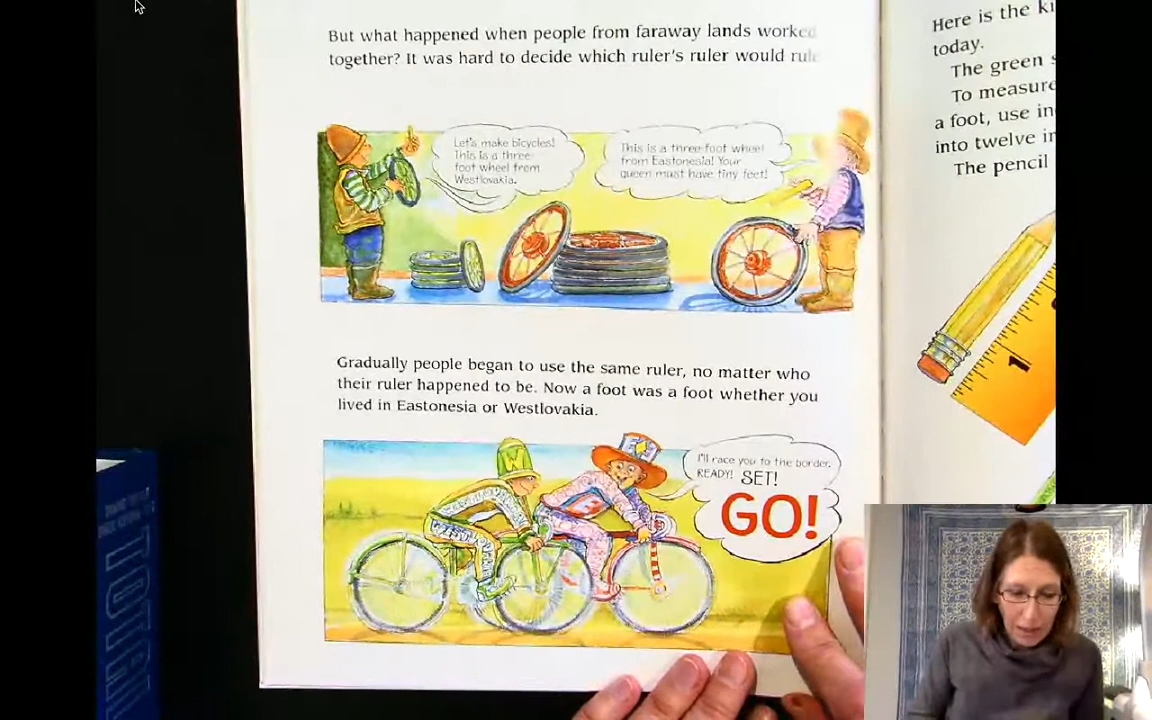 But what happened when people from faraway lands worked
together? It was hard to decide which ruler's ruler would rule
Let's make bicycles!
This is a three-
foot wheel from
Westlovakia.
This is a three-foot wheel
from Eastonesia! Your
queen must have tiny feet!
Gradually people began to use the same ruler, no matter who
their ruler happened to be. Now a foot was a foot whether you
lived in Eastonesia or Westlovakia.
W
I'll race you to the border.
READY! SET!
GO!
Here is the
today.
The green
To measure
a foot, use
into twelve
The pencil
1